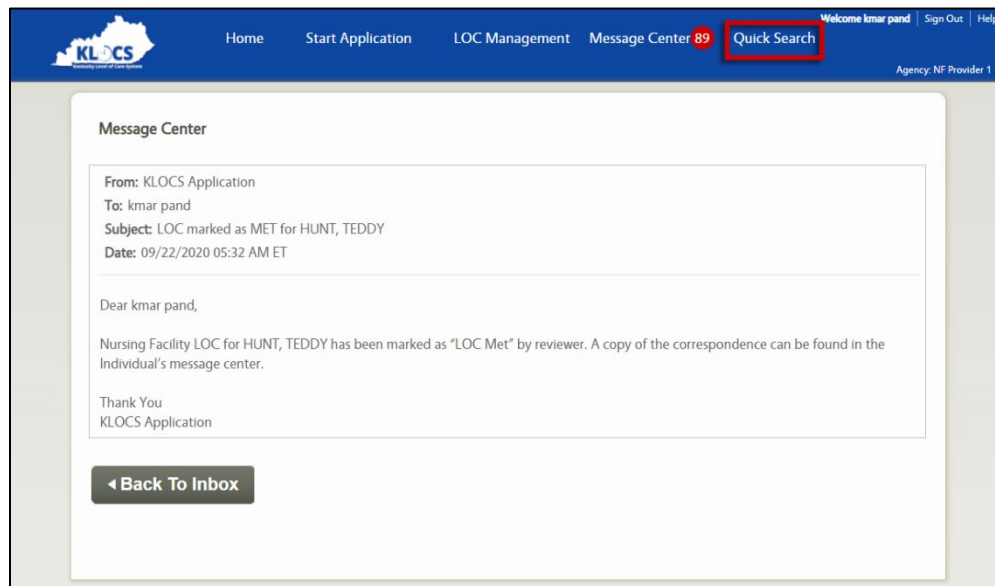 Welcome kmar pand Sign Out Help
KLOCS
Kentucky Level of Care System
Home Start Application LOC Management Message Center 89 Quick Search
Agency: NF Provider 1
Message Center
From: KLOCS Application
To: kmar pand
Subject: LOC marked as MET for HUNT, TEDDY
Date: 09/22/2020 05:32 AM ET
Dear kmar pand,
Nursing Facility LOC for HUNT, TEDDY has been marked as “LOC Met” by reviewer. A copy of the correspondence can be found in the
Individual’s message center.
Thank You
KLOCS Application
Back To Inbox